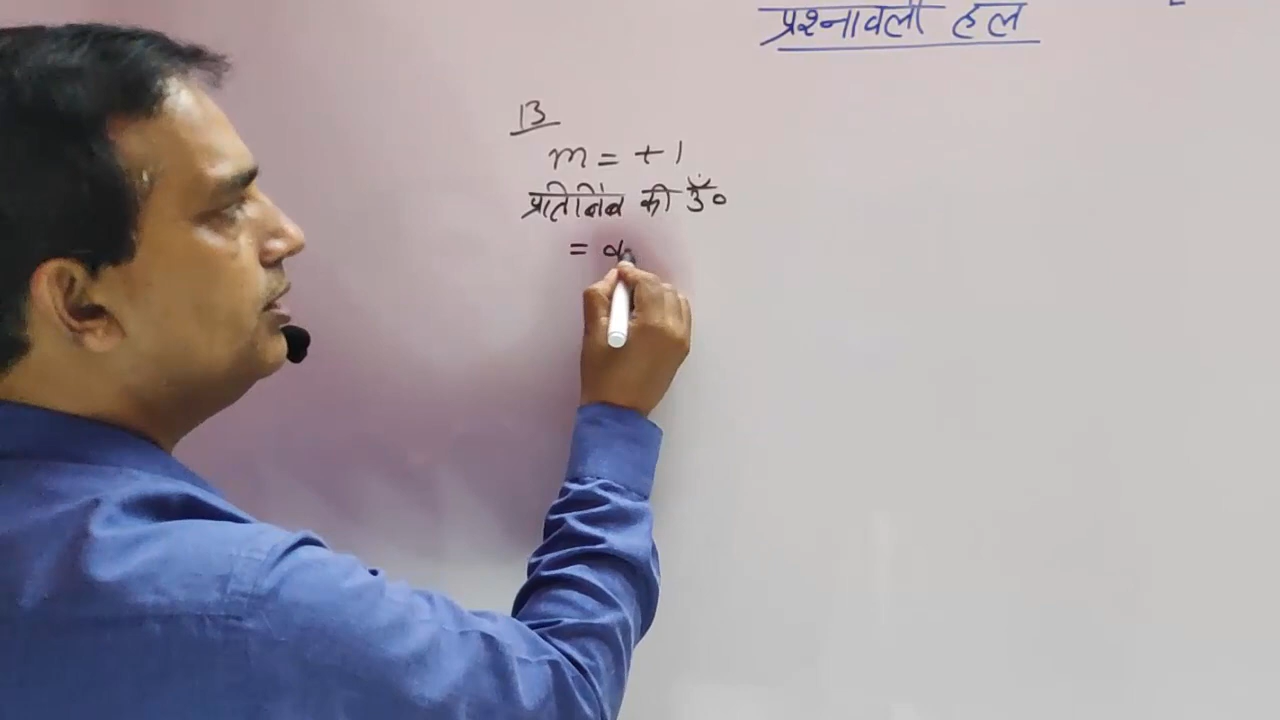 प्रश्नावली हल
13
m = + 1
प्रतिबिंब की ऊँ०
=